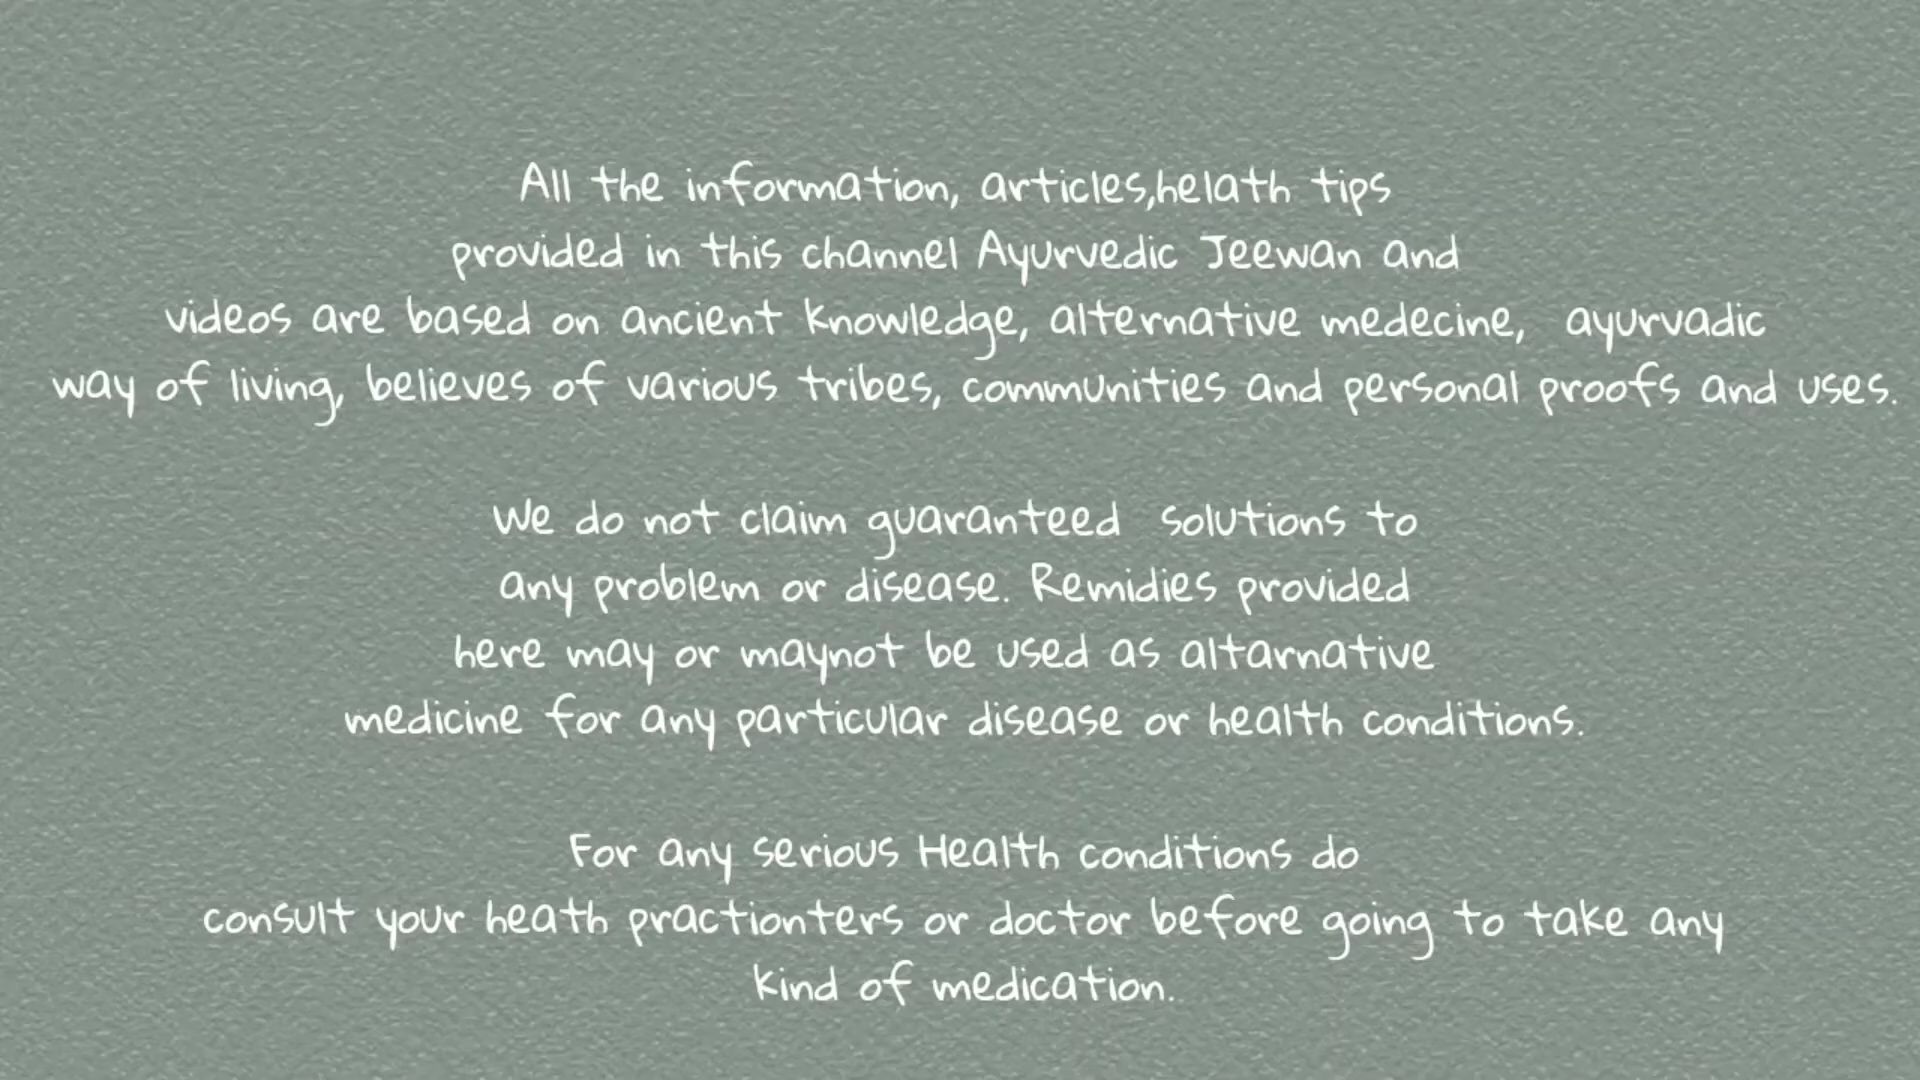 All the information, articles,helath tips
provided in this channel Ayurvedic Jeewan and
videos are based on ancient knowledge, alternative medecine, ayurvadic
way of living, believes of various tribes, communities and personal proofs and uses.
We do not claim guaranteed solutions to
any problem or disease. Remidies provided
here may or maynot be used as altarnative
medicine for any particular disease or health conditions.
For any serious Health conditions do
consult your heath practionters or doctor before going to take any
kind of medication.